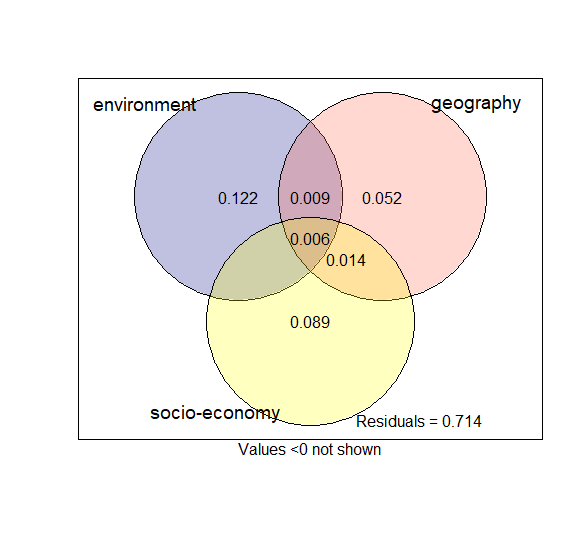 environment
geography
0.122
0.009
0.052
0.006
0.014
0.089
socio-economy
Residuals = 0.714
Values <0 not shown